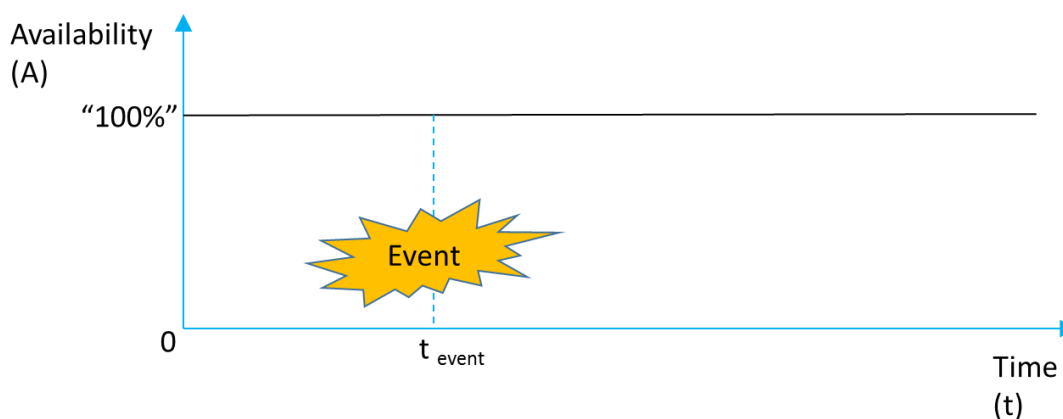 Availability
(A)
“100%”
Event
0
t event
Time
(t)